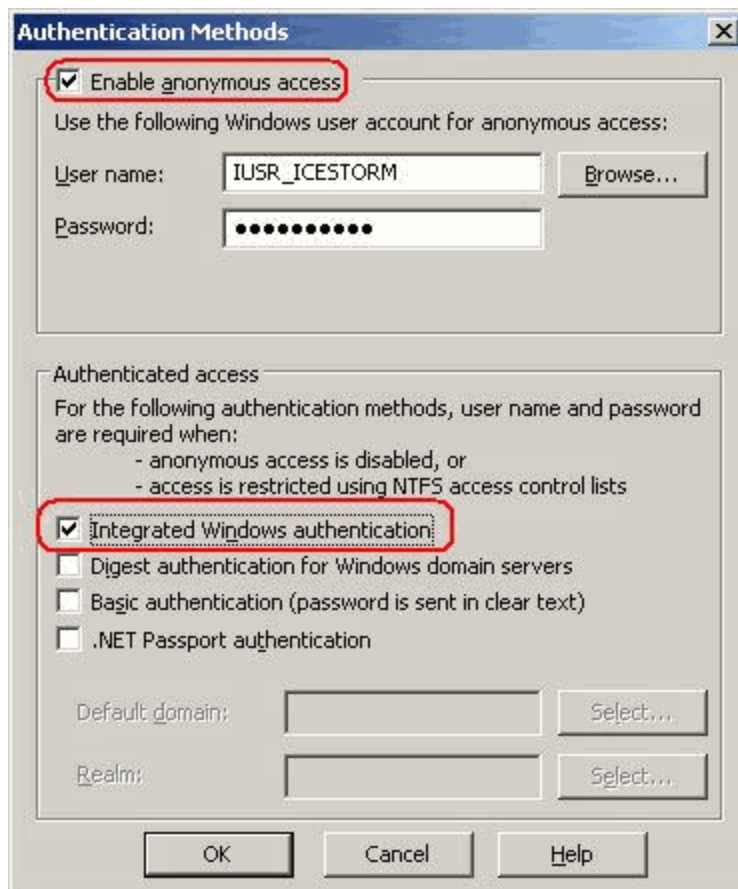 Authentication Methods
Enable anonymous access
Use the following Windows user account for anonymous access:
User name:
IUSR_ICESTORM
Browse...
Password:
●●●●●●●●●●
Authenticated access
For the following authentication methods, user name and password
are required when:
- anonymous access is disabled, or
- access is restricted using NTFS access control lists
Integrated Windows authentication
Digest authentication for Windows domain servers
Basic authentication (password is sent in clear text)
.NET Passport authentication
Default domain:
Select...
Realm:
Select...
OK
Cancel
Help